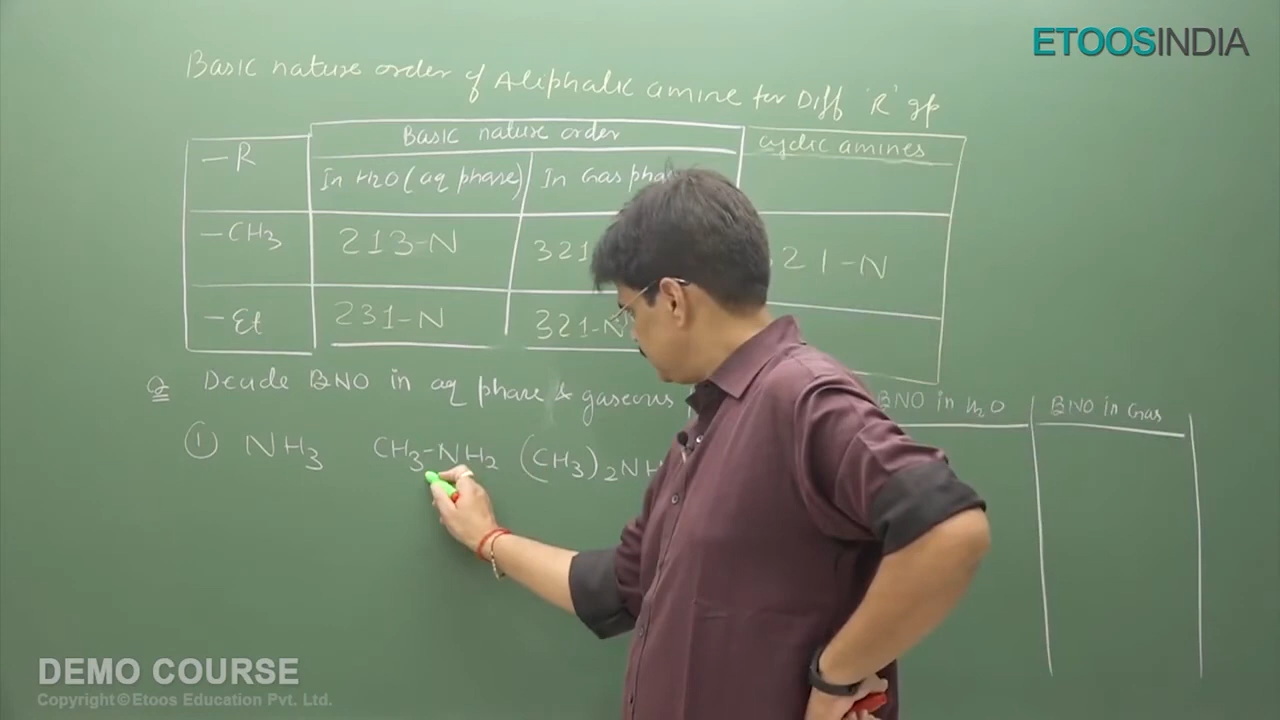 ETOOSINDIA
Basic nature order of Aliphatic amine for Diff 'R' gp
-R
Basic nature order
cyclic amines
In H2O (aq phase)
In Gas
-CH3
213-N
321
21-N
-Et
231-N
321-N
Q Decide BNO in aq phase & gaseous
BNO in H2O
BNO in Gas
① NH3 CH3-NH2 (CH3)2NH
DEMO COURSE
Copyright © Etoos Education Pvt. Ltd.